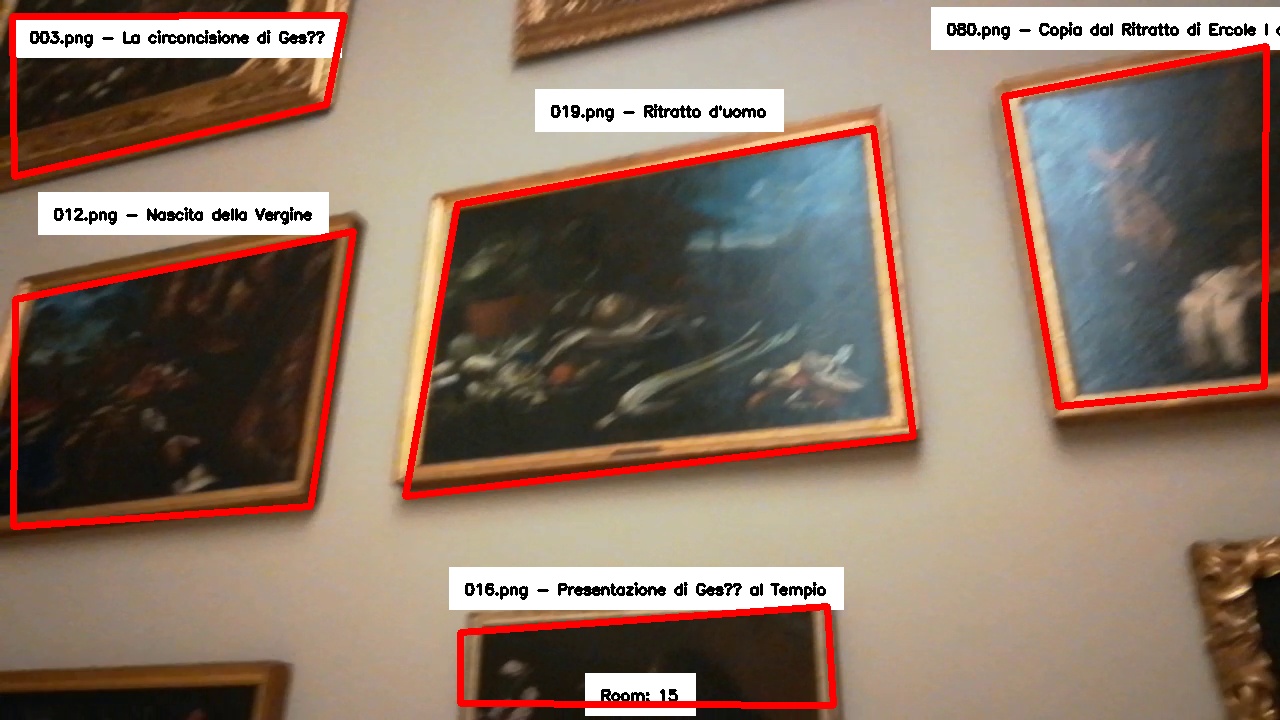 003.png - La circoncisione di Ges??
080.png - Copia dal Ritratto di Ercole I
019.png - Ritratto d'uomo
012.png - Nascita della Vergine
016.png - Presentazione di Ges?? al Tempio
Room: 15